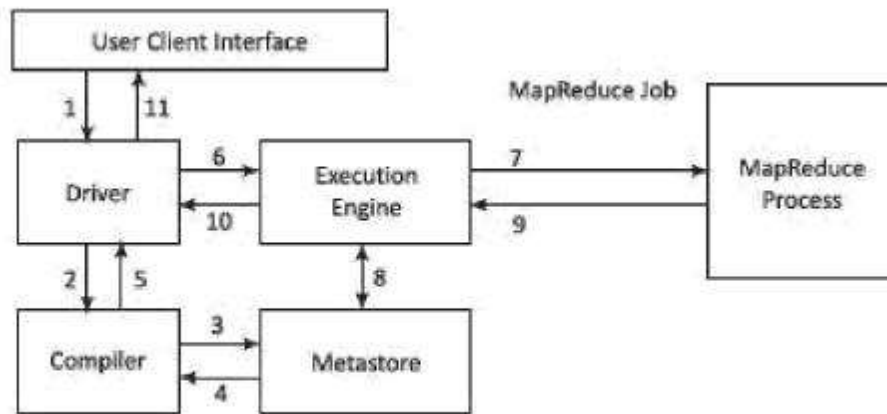 User Client Interface
1
11
MapReduce Job
Driver
6
10
Execution
Engine
7
9
MapReduce
Process
2
5
8
Compiler
3
4
Metastore